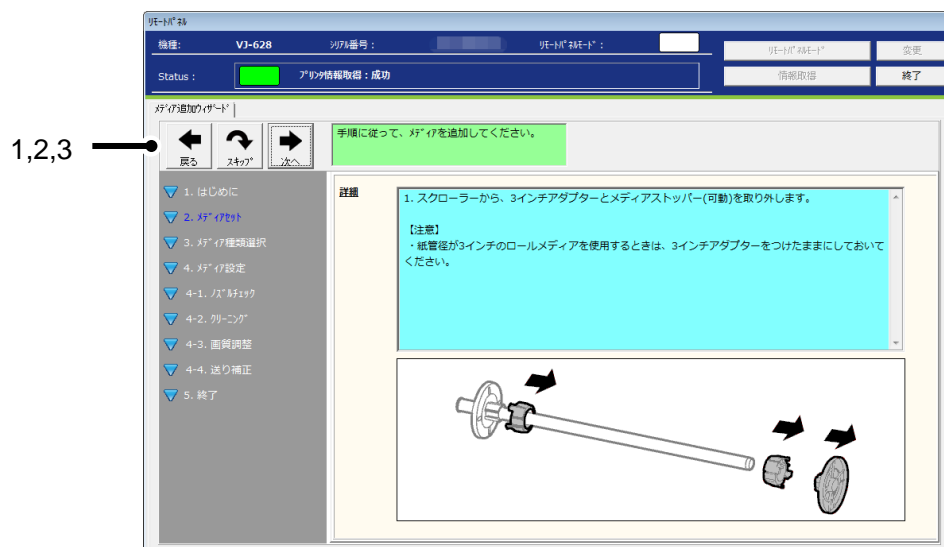 ﾘﾓｰﾄﾊﾟﾈﾙ
機種： VJ-628 ｼﾘｱﾙ番号： ﾘﾓｰﾄﾊﾟﾈﾙﾓｰﾄﾞ： ﾘﾓｰﾄﾊﾟﾈﾙﾓｰﾄﾞ 変更
Status： ﾌﾟﾘﾝﾀ情報取得：成功 情報取得 終了
ﾒﾃﾞｨｱ追加ｳｨｻﾞｰﾄﾞ
1,2,3
戻る ｽｷｯﾌﾟ 次へ
手順に従って、ﾒﾃﾞｨｱを追加してください。
1. はじめに
2. ﾒﾃﾞｨｱｾｯﾄ
3. ﾒﾃﾞｨｱ種類選択
4. ﾒﾃﾞｨｱ設定
4-1. ﾉｽﾞﾙﾁｪｯｸ
4-2. ｸﾘｰﾆﾝｸﾞ
4-3. 画質調整
4-4. 送り補正
5. 終了
詳細
1. スクローラーから、3インチアダプターとメディアストッパー(可動)を取り外します。
【注意】
・紙管径が3インチのロールメディアを使用するときは、3インチアダプターをつけたままにしておいて
ください。